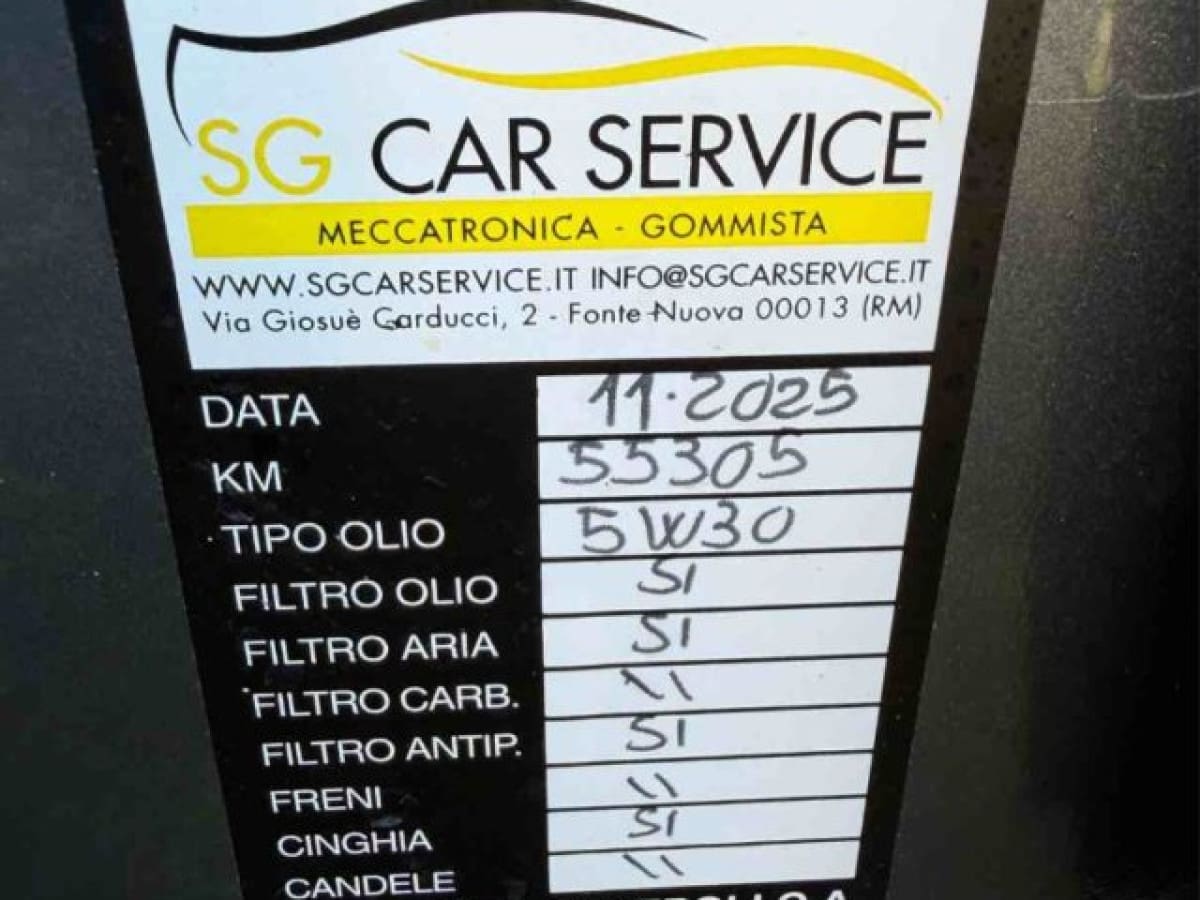 SG CAR SERVICE
MECCATRONICA - GOMMISTA
WWW.SGCARSERVICE.IT INFO@SGCARSERVICE.IT
Via Giosuè Carducci, 2 - Fonte Nuova 00013 (RM)
DATA 11.2025
KM 55305
TIPO OLIO 5W30
FILTRO OLIO SI
FILTRO ARIA SI
FILTRO CARB. \\
FILTRO ANTIP. SI
FRENI \\
CINGHIA SI
CANDELE \\